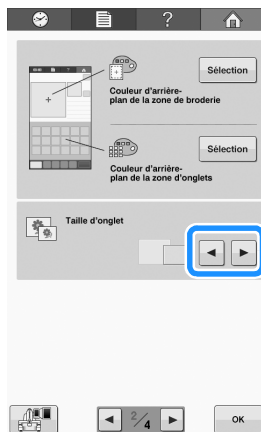 ?
Sélection
Couleur d'arrière-
plan de la zone de broderie
Sélection
Couleur d'arrière-
plan de la zone d'onglets
Taille d'onglet
2/4
OK